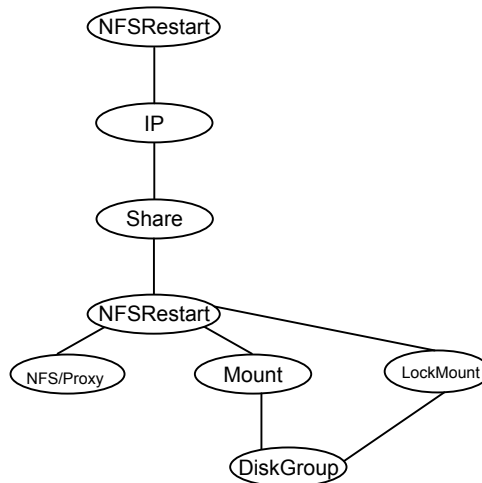 NFSRestart
IP
Share
NFSRestart
NFS/Proxy
Mount
LockMount
DiskGroup